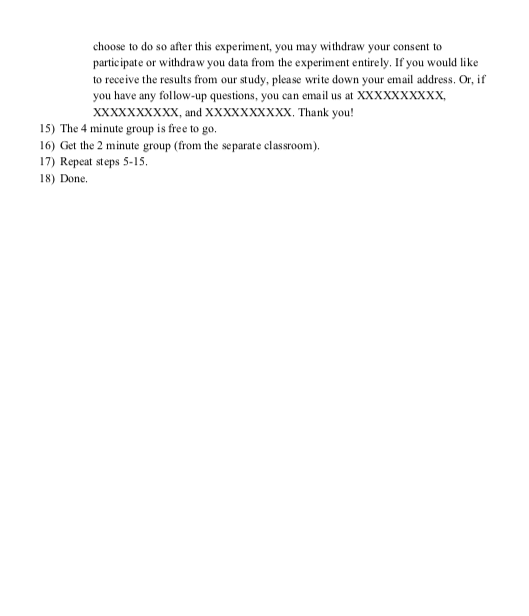 choose to do so after this experiment, you may withdraw your consent to
participate or withdraw you data from the experiment entirely. If you would like
to receive the results from our study, please write down your email address. Or, if
you have any follow-up questions, you can email us at XXXXXXXXXX,
XXXXXXXXXX, and XXXXXXXXXX. Thank you!
15) The 4 minute group is free to go.
16) Get the 2 minute group (from the separate classroom).
17) Repeat steps 5-15.
18) Done.